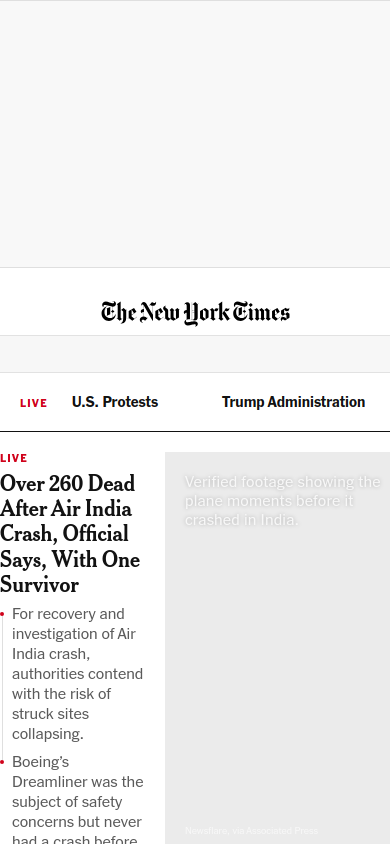 The New York Times
LIVE
U.S. Protests
Trump Administration
LIVE
Over 260 Dead
After Air India
Crash, Official
Says, With One
Survivor
For recovery and
investigation of Air
India crash,
authorities contend
with the risk of
struck sites
collapsing.
Boeing's
Dreamliner was the
subject of safety
concerns but never
had a crash before
Verified footage showing the
plane moments before it
crashed in India.
Newsflare, via Associated Press